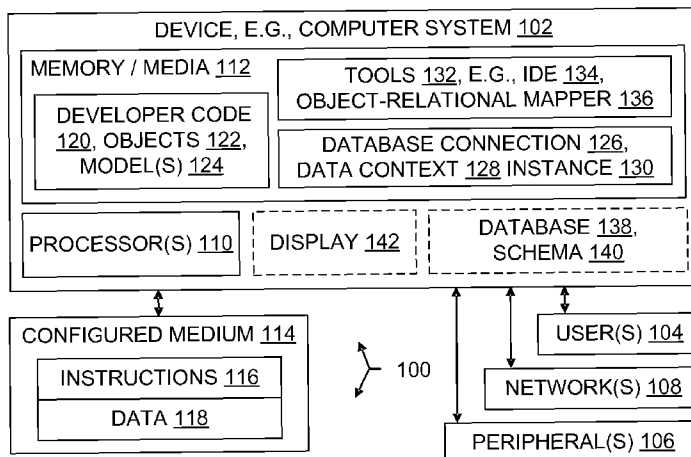 DEVICE, E.G., COMPUTER SYSTEM 102
MEMORY / MEDIA 112
DEVELOPER CODE
120, OBJECTS 122,
MODEL(S) 124
TOOLS 132, E.G., IDE 134,
OBJECT-RELATIONAL MAPPER 136
DATABASE CONNECTION 126,
DATA CONTEXT 128 INSTANCE 130
PROCESSOR(S) 110
DISPLAY 142
DATABASE 138,
SCHEMA 140
CONFIGURED MEDIUM 114
INSTRUCTIONS 116
DATA 118
100
USER(S) 104
NETWORK(S) 108
PERIPHERAL(S) 106